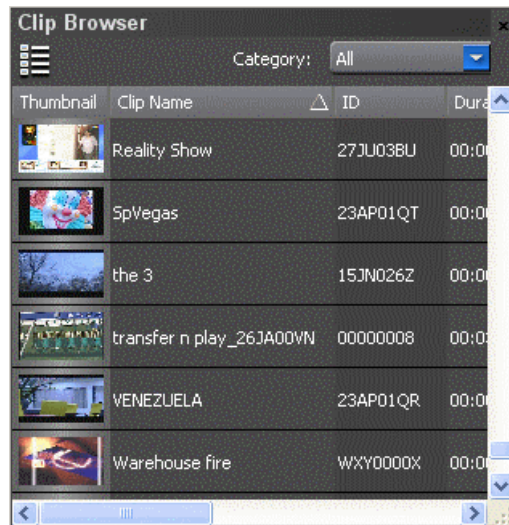 Clip Browser
Category: All
Thumbnail Clip Name ID Dura
Reality Show 27JU03BU 00:0
SpVegas 23AP01QT 00:0
the 3 15JN026Z 00:0
transfer n play_26JA00VN 00000008 00:0
VENEZUELA 23AP01QR 00:0
Warehouse fire WXY0000X 00:0